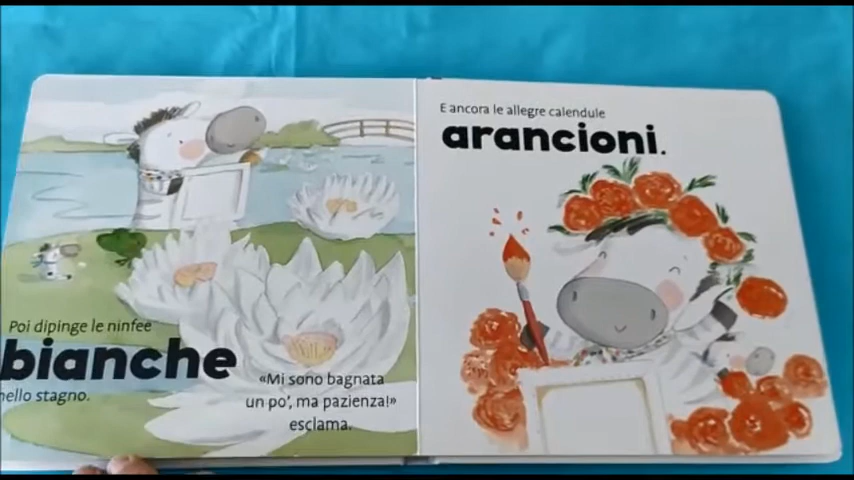 Poi dipinge le ninfee
bianche
nello stagno.
«Mi sono bagnata
un po', ma pazienza!»
esclama.
E ancora le allegre calendule
arancioni.